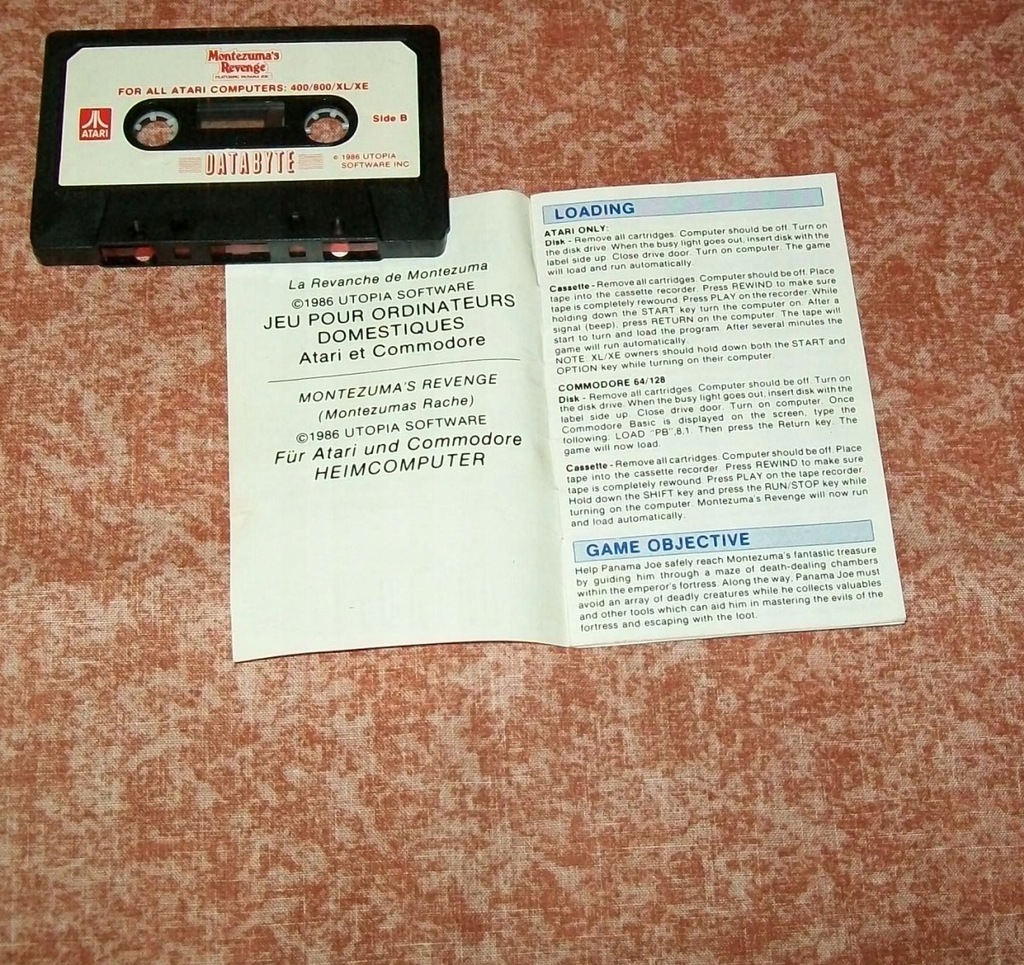 Montezuma's
Revenge
FEATURING PANAMA JOE
FOR ALL ATARI COMPUTERS: 400/800/XL/XE
ATARI
Side B
DATABYTE
© 1986 UTOPIA
SOFTWARE INC
La Revanche de Montezuma
©1986 UTOPIA SOFTWARE
JEU POUR ORDINATEURS
DOMESTIQUES
Atari et Commodore
MONTEZUMA'S REVENGE
(Montezumas Rache)
©1986 UTOPIA SOFTWARE
Für Atari und Commodore
HEIMCOMPUTER
LOADING
ATARI ONLY:
Disk - Remove all cartridges. Computer should be off. Turn on
the disk drive. When the busy light goes out, insert disk with the
label side up. Close drive door. Turn on computer. The game
will load and run automatically.
Cassette - Remove all cartridges. Computer should be off. Place
tape into the cassette recorder. Press REWIND to make sure
tape is completely rewound. Press PLAY on the recorder. While
holding down the START key turn the computer on. After a
signal (beep), press RETURN on the computer. The tape will
start to turn and load the program. After several minutes the
game will run automatically.
NOTE: XL/XE owners should hold down both the START and
OPTION key while turning on their computer.
COMMODORE 64/128
Disk - Remove all cartridges. Computer should be off. Turn on
the disk drive. When the busy light goes out, insert disk with the
label side up. Close drive door. Turn on computer. Once
Commodore Basic is displayed on the screen, type the
following: LOAD "PB",8,1. Then press the Return key. The
game will now load.
Cassette - Remove all cartridges. Computer should be off. Place
tape into the cassette recorder. Press REWIND to make sure
tape is completely rewound. Press PLAY on the tape recorder.
Hold down the SHIFT key and press the RUN/STOP key while
turning on the computer. Montezuma's Revenge will now run
and load automatically.
GAME OBJECTIVE
Help Panama Joe safely reach Montezuma's fantastic treasure
by guiding him through a maze of death-dealing chambers
within the emperor's fortress. Along the way, Panama Joe must
avoid an array of deadly creatures while he collects valuables
and other tools which can aid him in mastering the evils of the
fortress and escaping with the loot.